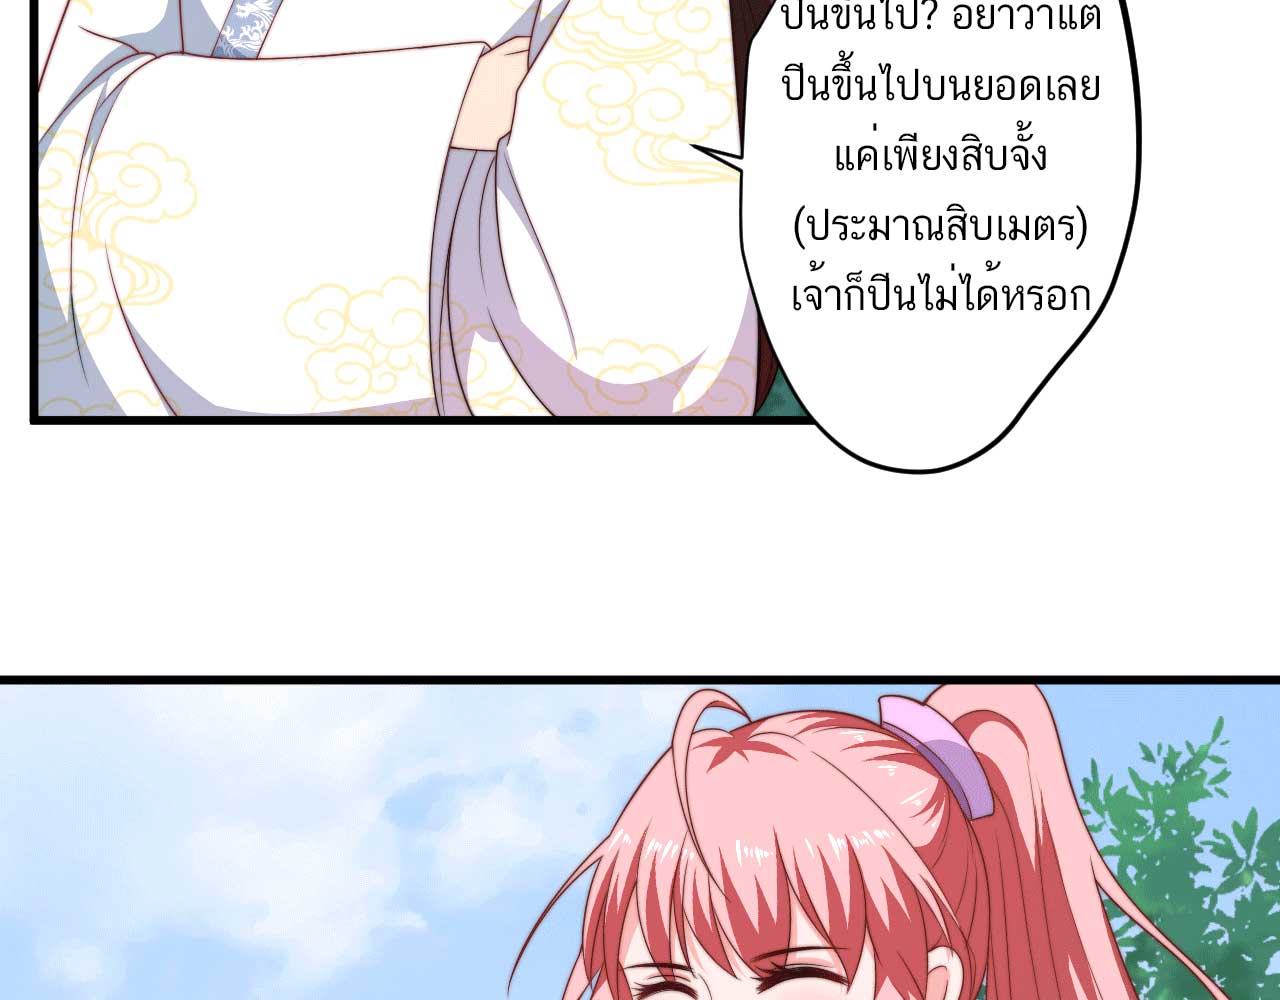 ปีนขึ้นไป? อย่าว่าแต่
ปีนขึ้นไปบนยอดเลย
แค่เพียงสิบจั้ง
(ประมาณสิบเมตร)
เจ้าก็ปีนไม่ได้หรอก